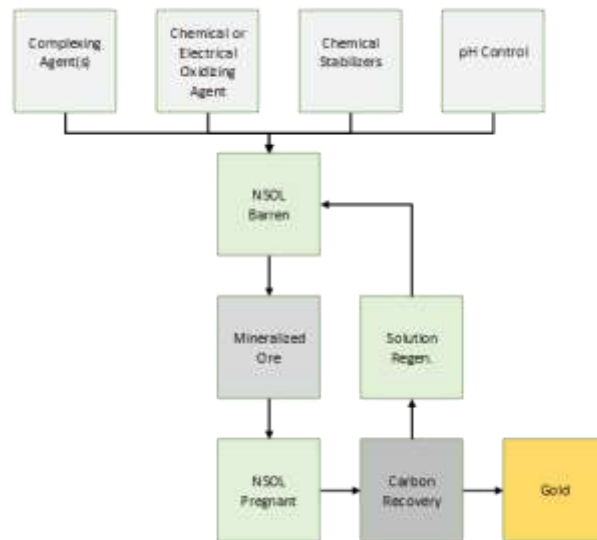 Complexing
Agent(s)
Chemical or
Electrical
Oxidizing
Agent
Chemical
Stabilizers
pH Control
NSOL
Barren
Mineralized
Ore
Solution
Regen.
NSOL
Pregnant
Carbon
Recovery
Gold